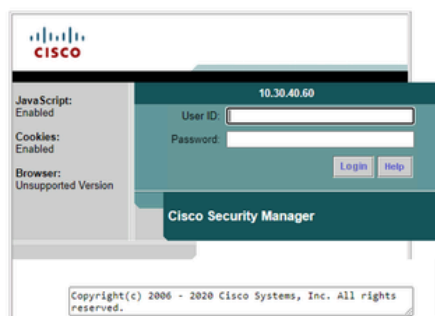 CISCO
10.30.40.60
JavaScript:
Enabled
Cookies:
Enabled
Browser:
Unsupported Version
User ID:
Password:
Login Help
Cisco Security Manager
Copyright(c) 2006 - 2020 Cisco Systems, Inc. All rights
reserved.